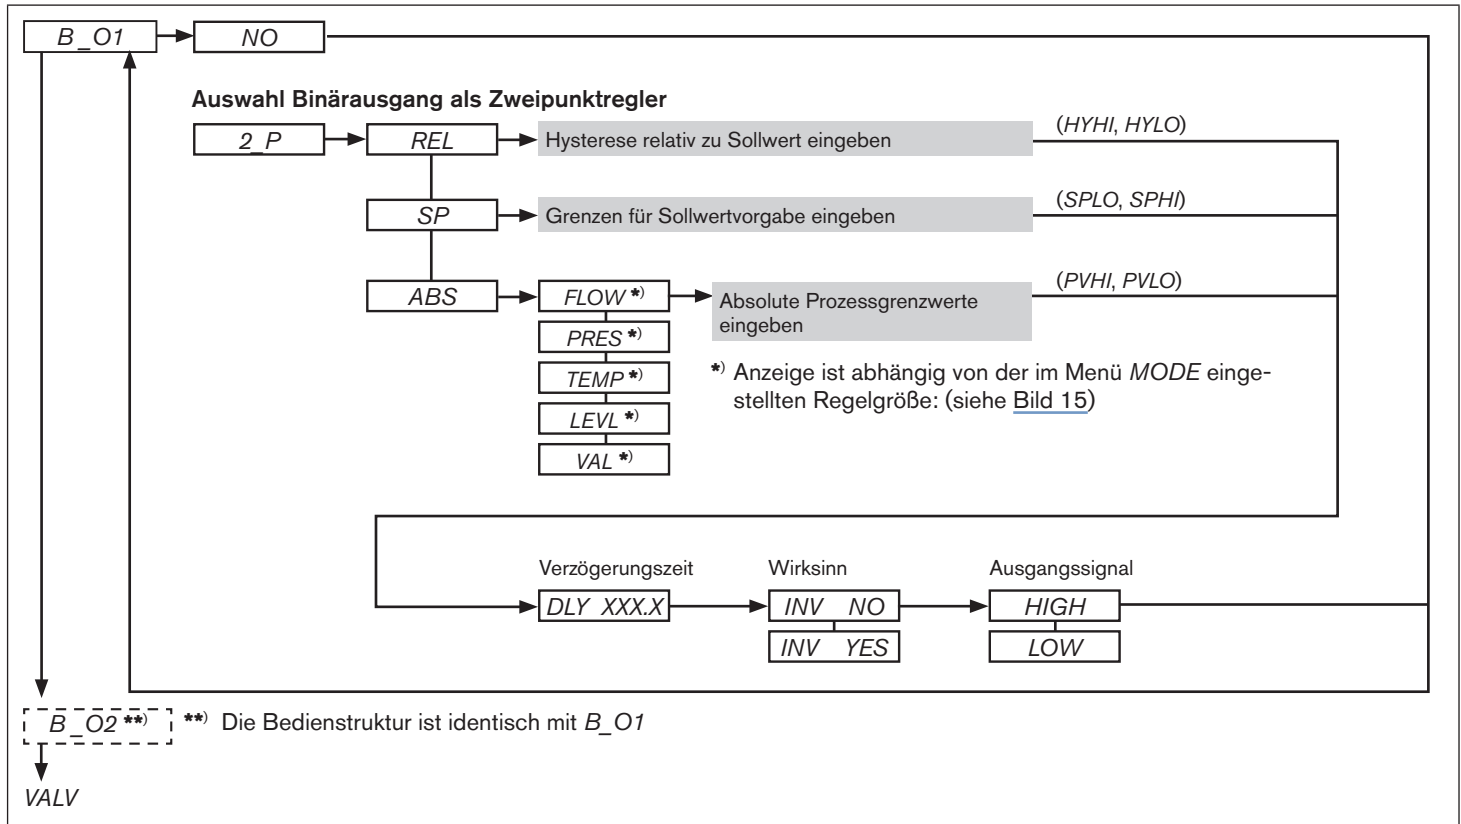 B_O1 NO
Auswahl Binärausgang als Zweipunktregler
2_P REL Hysterese relativ zu Sollwert eingeben (HYHI, HYLO)
SP Grenzen für Sollwertvorgabe eingeben (SPLO, SPHI)
ABS FLOW *) Absolute Prozessgrenzwerte (PVHI, PVLO)
eingeben
PRES *)
TEMP *)
LEVL *)
VAL *)
*) Anzeige ist abhängig von der im Menü MODE einge-
stellten Regelgröße: (siehe Bild 15)
Verzögerungszeit Wirksinn Ausgangssignal
DLY XXX.X INV NO HIGH
INV YES LOW
B_O2 **) **) Die Bedienstruktur ist identisch mit B_O1
VALV